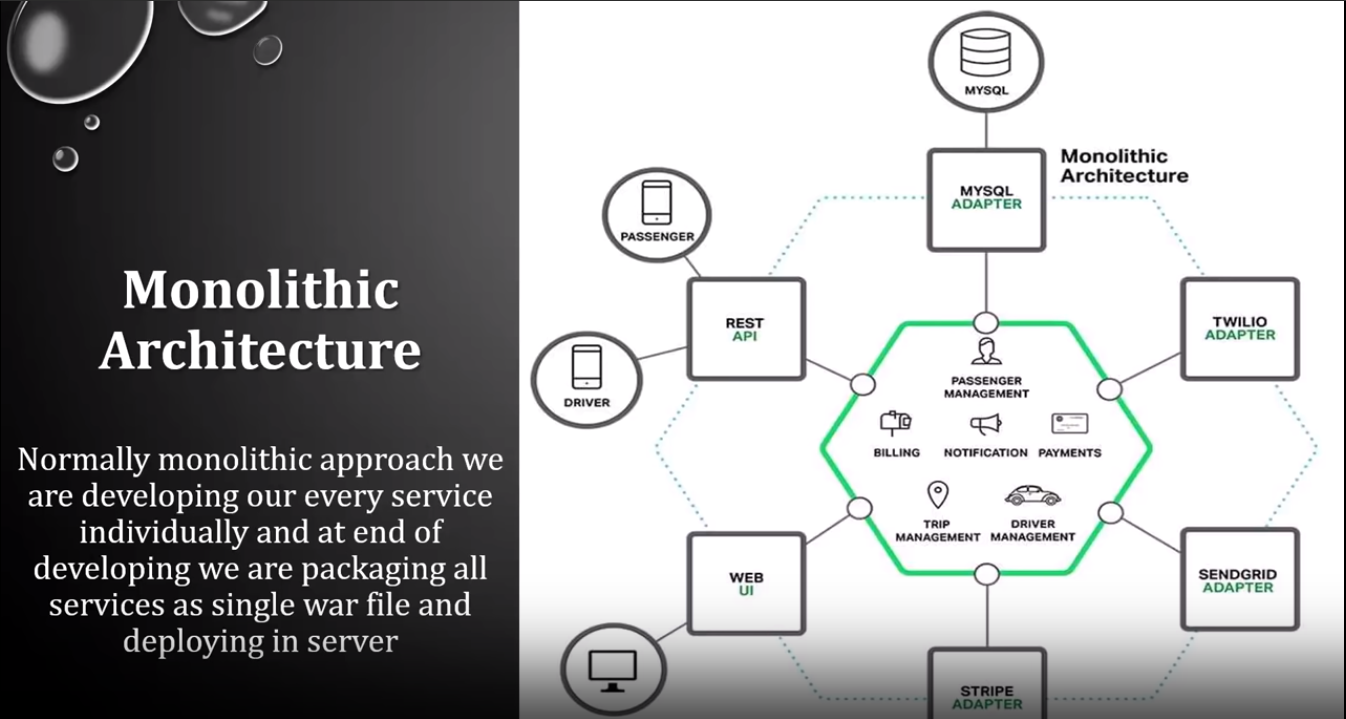 Monolithic
Architecture
Normally monolithic approach we
are developing our every service
individually and at end of
developing we are packaging all
services as single war file and
deploying in server
MYSQL
Monolithic
Architecture
MYSQL
ADAPTER
PASSENGER
REST
API
TWILIO
ADAPTER
DRIVER
PASSENGER
MANAGEMENT
BILLING
NOTIFICATION
PAYMENTS
TRIP
MANAGEMENT
DRIVER
MANAGEMENT
WEB
UI
SENDGRID
ADAPTER
STRIPE
ADAPTER